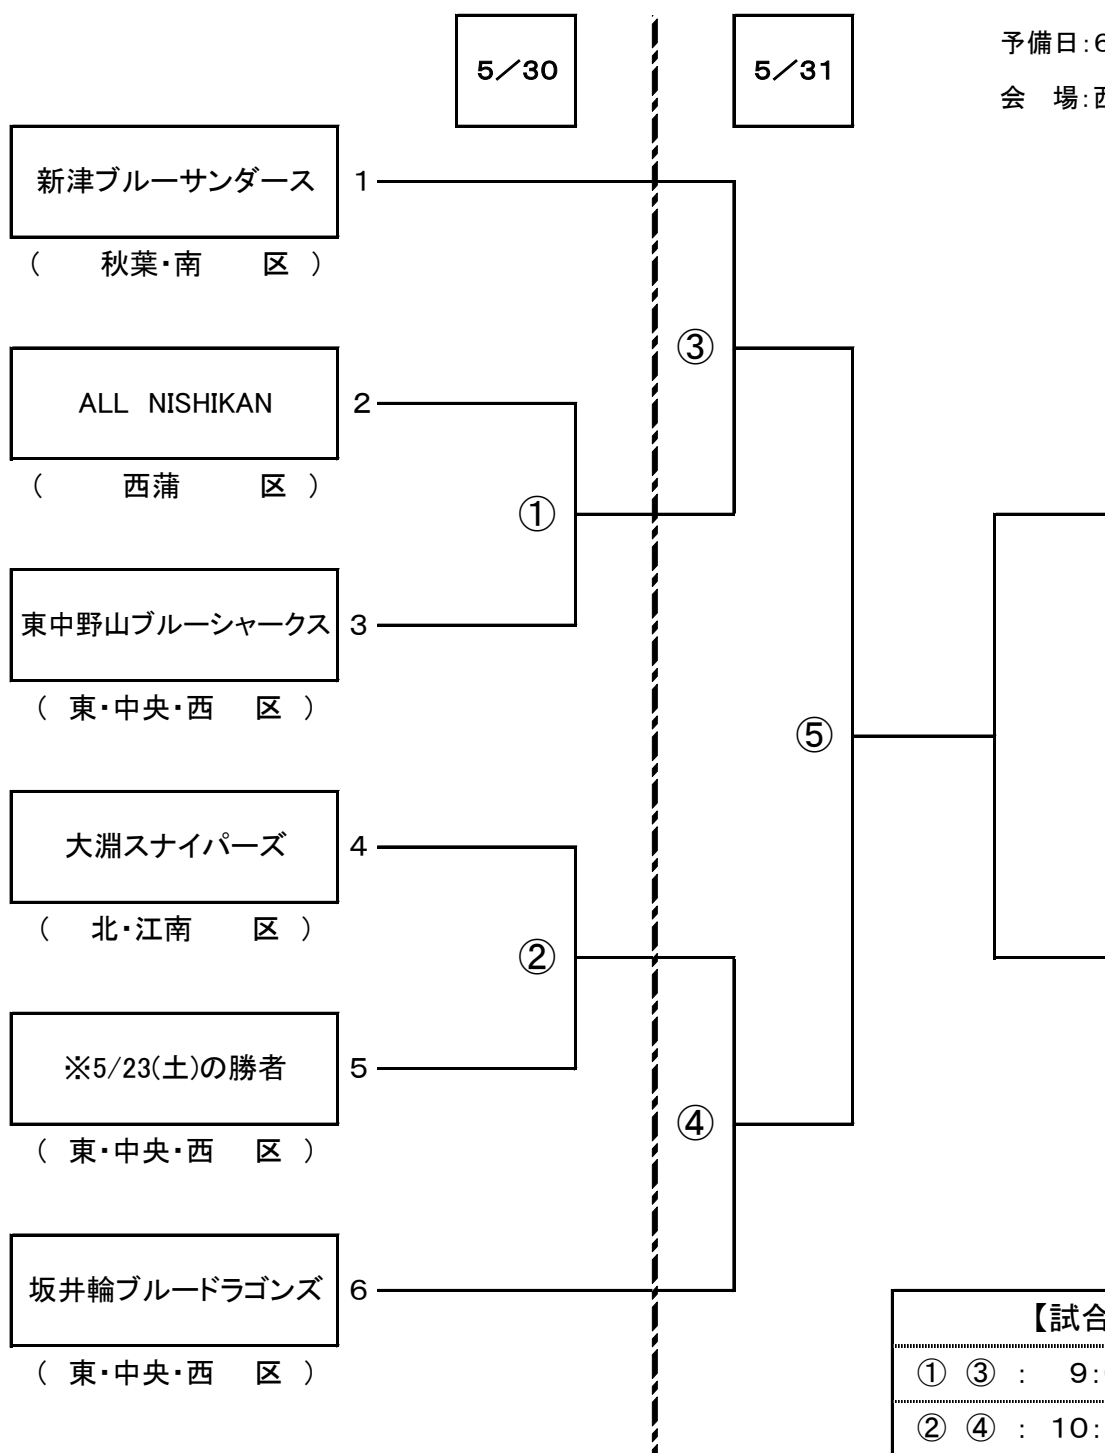 5／30
5／31
予備日：6
会　場：西
新津ブルーサンダース　1
（　秋葉・南　区　）
③
ALL　NISHIKAN　2
（　西蒲　区　）
①
東中野山ブルーシャークス　3
（　東・中央・西　区　）
⑤
大淵スナイパーズ　4
（　北・江南　区　）
②
※5/23(土)の勝者　5
④
（　東・中央・西　区　）
坂井輪ブルードラゴンズ　6
（　東・中央・西　区　）
【試合
① ③ ：　9：
② ④ ：　10：